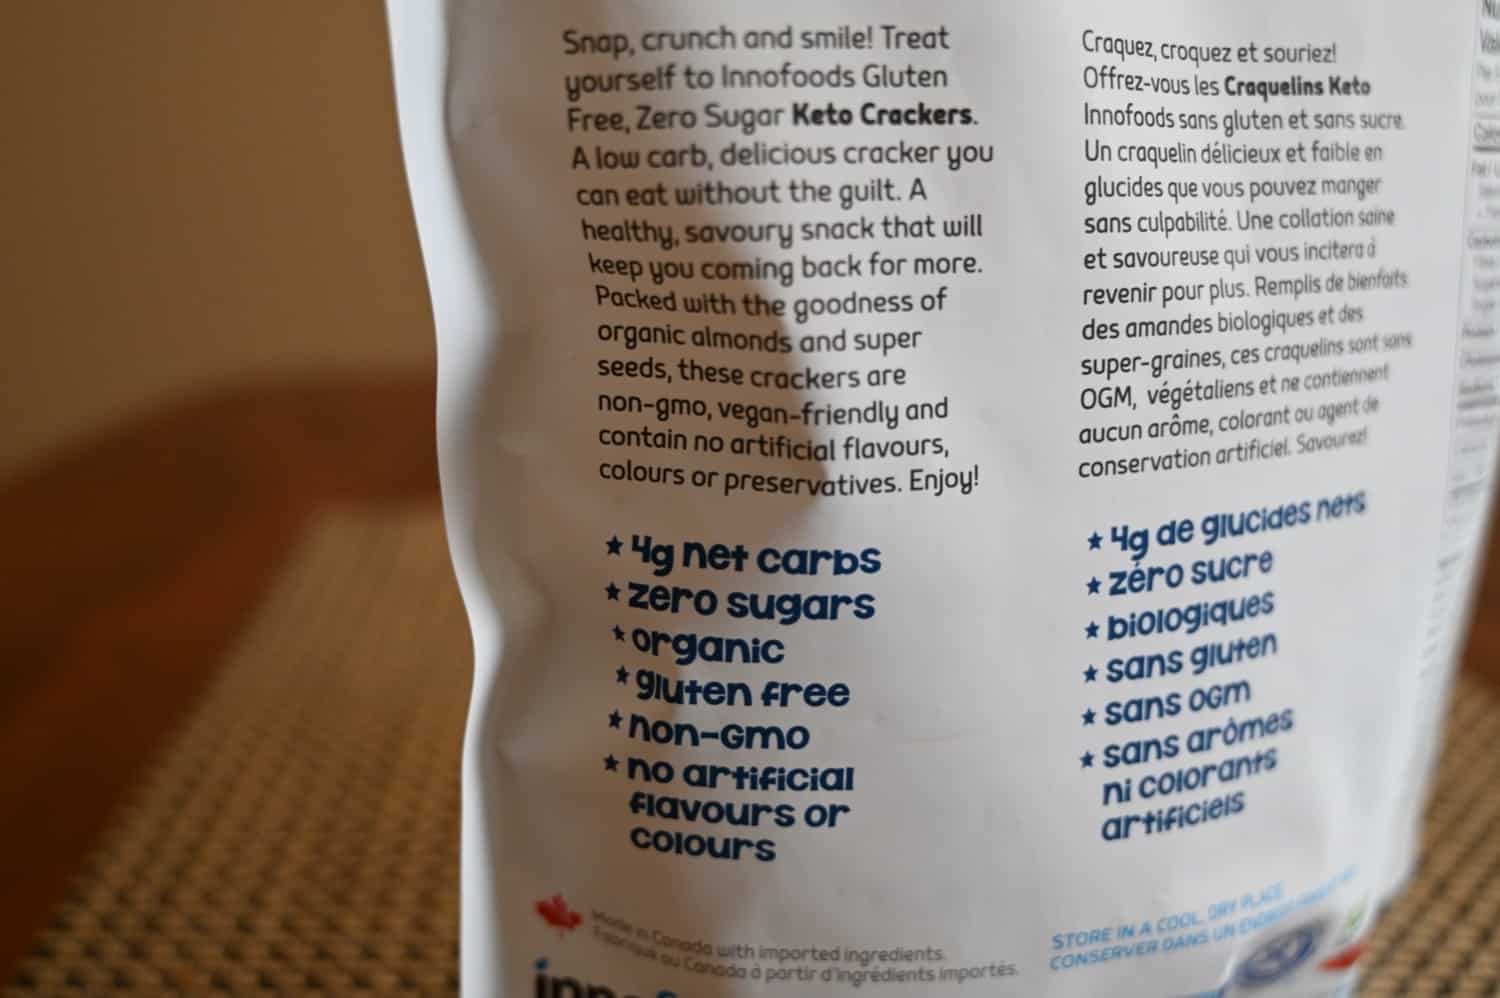 Snap, crunch and smile! Treat
yourself to Innofoods Gluten
Free, Zero Sugar Keto Crackers.
A low carb, delicious cracker you
can eat without the guilt. A
healthy, savoury snack that will
keep you coming back for more.
Packed with the goodness of
organic almonds and super
seeds, these crackers are
non-gmo, vegan-friendly and
contain no artificial flavours,
colours or preservatives. Enjoy!
★ 4g net carbs
★ zero sugars
★ organic
★ gluten free
★ non-GMO
★ no artificial
flavours or
colours
Made in Canada with imported ingredients.
Fabriqué au Canada à partir d'ingrédients importés.
Craquez, croquez et souriez!
Offrez-vous les Craquelins Keto
Innofoods sans gluten et sans sucre.
Un craquelin délicieux et faible en
glucides que vous pouvez manger
sans culpabilité. Une collation saine
et savoureuse qui vous incitera à
revenir pour plus. Remplis de bienfaits
des amandes biologiques et des
super-graines, ces craquelins sont sans
OGM, végétaliens et ne contiennent
aucun arôme, colorant ou agent de
conservation artificiel. Savourez!
★ 4g de glucides nets
★ zéro sucre
★ biologiques
★ sans gluten
★ sans OGM
★ sans arômes
ni colorants
artificiels
STORE IN A COOL, DRY PLACE
CONSERVER DANS UN ENDROIT